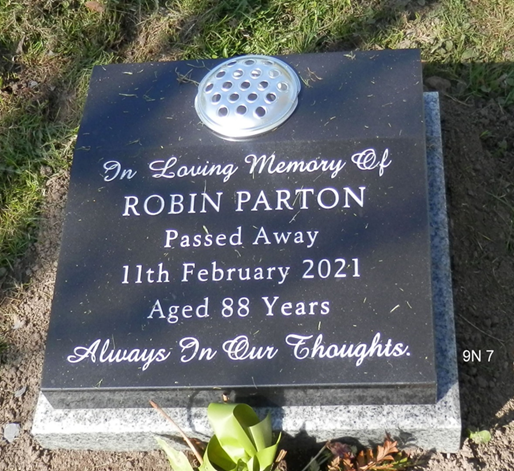 In Loving Memory Of
ROBIN PARTON
Passed Away
11th February 2021
Aged 88 Years
Always In Our Thoughts.
9N 7